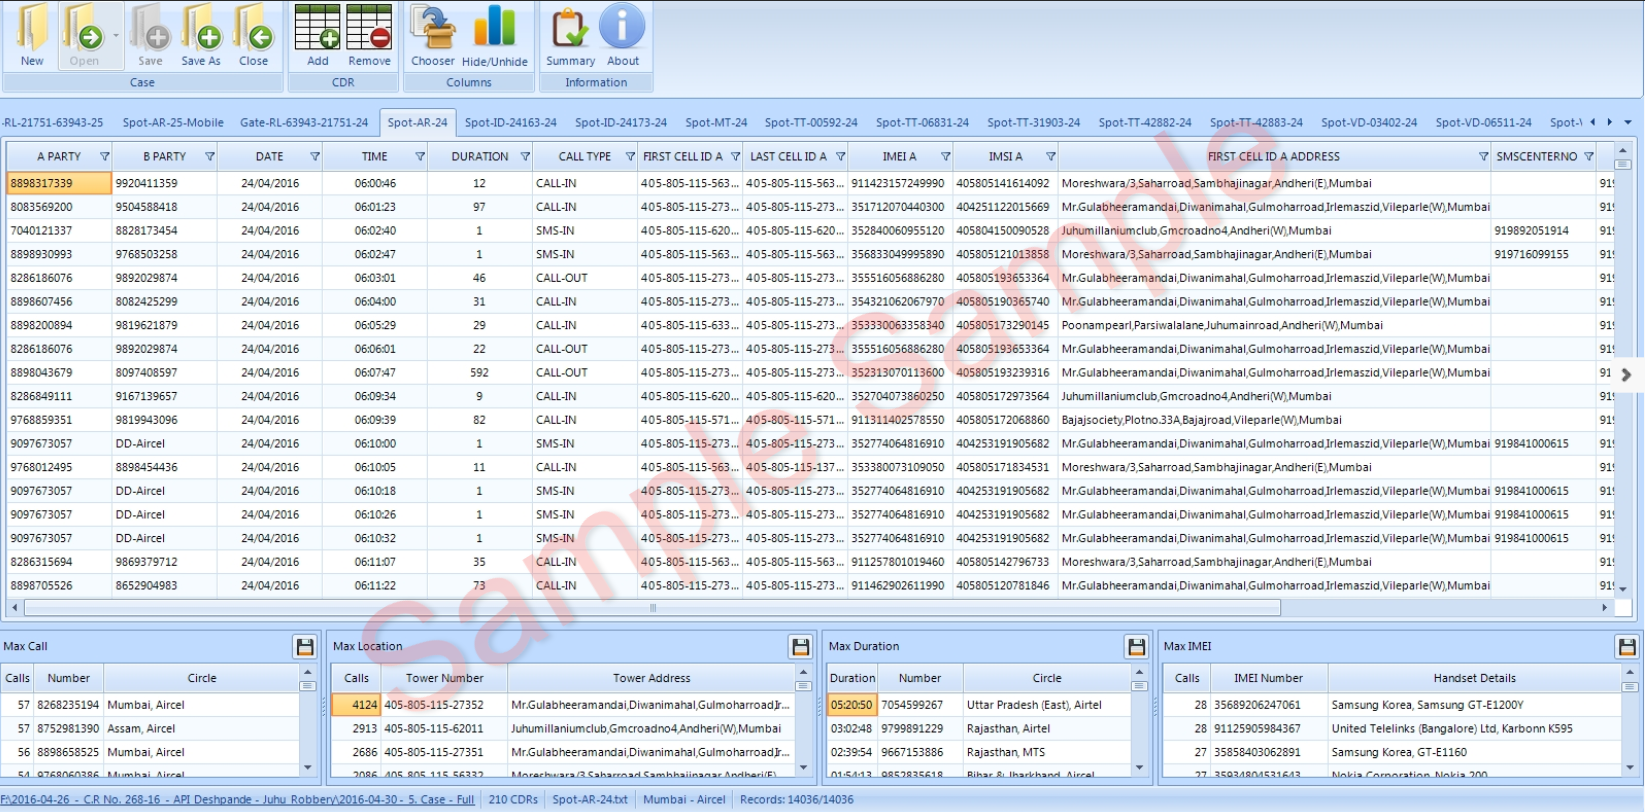 New Open Save Save As Close Add Remove Chooser Hide/Unhide Summary About
Case CDR Columns Information
-RL-21751-63943-25 Spot-AR-25-Mobile Gate-RL-63943-21751-24 Spot-AR-24 Spot-ID-24163-24 Spot-ID-24173-24 Spot-MT-24 Spot-TT-00592-24 Spot-TT-06831-24 Spot-TT-31903-24 Spot-TT-42882-24 Spot-TT-42883-24 Spot-VD-03402-24 Spot-VD-06511-24 Spot-V
A PARTY B PARTY DATE TIME DURATION CALL TYPE FIRST CELL ID A LAST CELL ID A IMEI A IMSI A FIRST CELL ID A ADDRESS SMSCENTERNO
8898317339 9920411359 24/04/2016 06:00:46 12 CALL-IN 405-805-115-563... 405-805-115-563... 911423157249990 405805141614092 Moreshwara/3,Saharroad,Sambhajinagar,Andheri(E),Mumbai 919
8083569200 9504588418 24/04/2016 06:01:23 97 CALL-IN 405-805-115-273... 405-805-115-273... 351712070440300 404251122015669 Mr.Gulabheeramandai,Diwanimahal,Gulmoharroad,Irlemaszid,Vileparle(W),Mumbai 919
7040121337 8828173454 24/04/2016 06:02:40 1 SMS-IN 405-805-115-620... 405-805-115-620... 352840060955120 405804150090528 Juhumillaniumclub,Gmcroadno4,Andheri(W),Mumbai 919892051914 919
8898930993 9768503258 24/04/2016 06:02:47 1 SMS-IN 405-805-115-563... 405-805-115-563... 356833049995890 405805121013858 Moreshwara/3,Saharroad,Sambhajinagar,Andheri(E),Mumbai 919716099155 919
8286186076 9892029874 24/04/2016 06:03:01 46 CALL-OUT 405-805-115-273... 405-805-115-273... 355516056886280 405805193653364 Mr.Gulabheeramandai,Diwanimahal,Gulmoharroad,Irlemaszid,Vileparle(W),Mumbai 919
8898607456 8082425299 24/04/2016 06:04:00 31 CALL-IN 405-805-115-273... 405-805-115-273... 354321062067970 405805190365740 Mr.Gulabheeramandai,Diwanimahal,Gulmoharroad,Irlemaszid,Vileparle(W),Mumbai 919
8898200894 9819621879 24/04/2016 06:05:29 29 CALL-IN 405-805-115-633... 405-805-115-273... 353330063358340 405805173290145 Poonampearl,Parsiwalalane,Juhumainroad,Andheri(W),Mumbai 919
8286186076 9892029874 24/04/2016 06:06:01 22 CALL-OUT 405-805-115-273... 405-805-115-273... 355516056886280 405805193653364 Mr.Gulabheeramandai,Diwanimahal,Gulmoharroad,Irlemaszid,Vileparle(W),Mumbai 919
8898043679 8097408597 24/04/2016 06:07:47 592 CALL-OUT 405-805-115-273... 405-805-115-273... 352313070113600 405805193239316 Mr.Gulabheeramandai,Diwanimahal,Gulmoharroad,Irlemaszid,Vileparle(W),Mumbai 91
8286849111 9167139657 24/04/2016 06:09:34 9 CALL-IN 405-805-115-620... 405-805-115-620... 352704073860250 405805172973564 Juhumillaniumclub,Gmcroadno4,Andheri(W),Mumbai 919
9768859351 9819943096 24/04/2016 06:09:39 82 CALL-IN 405-805-115-571... 405-805-115-571... 911311402578550 405805172068860 Bajajsociety,Plotno.33A,Bajajroad,Vileparle(W),Mumbai 919
9097673057 DD-Aircel 24/04/2016 06:10:00 1 SMS-IN 405-805-115-273... 405-805-115-273... 352774064816910 404253191905682 Mr.Gulabheeramandai,Diwanimahal,Gulmoharroad,Irlemaszid,Vileparle(W),Mumbai 919841000615 919
9768012495 8898454436 24/04/2016 06:10:05 11 CALL-IN 405-805-115-563... 405-805-115-137... 353380073109050 405805171834531 Moreshwara/3,Saharroad,Sambhajinagar,Andheri(E),Mumbai 919
9097673057 DD-Aircel 24/04/2016 06:10:18 1 SMS-IN 405-805-115-273... 405-805-115-273... 352774064816910 404253191905682 Mr.Gulabheeramandai,Diwanimahal,Gulmoharroad,Irlemaszid,Vileparle(W),Mumbai 919841000615 919
9097673057 DD-Aircel 24/04/2016 06:10:26 1 SMS-IN 405-805-115-273... 405-805-115-273... 352774064816910 404253191905682 Mr.Gulabheeramandai,Diwanimahal,Gulmoharroad,Irlemaszid,Vileparle(W),Mumbai 919841000615 919
9097673057 DD-Aircel 24/04/2016 06:10:32 1 SMS-IN 405-805-115-273... 405-805-115-273... 352774064816910 404253191905682 Mr.Gulabheeramandai,Diwanimahal,Gulmoharroad,Irlemaszid,Vileparle(W),Mumbai 919841000615 919
8286315694 9869379712 24/04/2016 06:11:07 35 CALL-IN 405-805-115-563... 405-805-115-563... 911257801019460 405805142796733 Moreshwara/3,Saharroad,Sambhajinagar,Andheri(E),Mumbai 919
8898705526 8652904983 24/04/2016 06:11:22 73 CALL-IN 405-805-115-273... 405-805-115-273... 911462902611990 405805120781846 Mr.Gulabheeramandai,Diwanimahal,Gulmoharroad,Irlemaszid,Vileparle(W),Mumbai 919
Sample Sample
Max Call Max Location Max Duration Max IMEI
Calls Number Circle Calls Tower Number Tower Address Duration Number Circle Calls IMEI Number Handset Details
57 8268235194 Mumbai, Aircel 4124 405-805-115-27352 Mr.Gulabheeramandai,Diwanimahal,Gulmoharroad,Ir... 05:20:50 7054599267 Uttar Pradesh (East), Airtel 28 35689206247061 Samsung Korea, Samsung GT-E1200Y
57 8752981390 Assam, Aircel 2913 405-805-115-62011 Juhumillaniumclub,Gmcroadno4,Andheri(W),Mumbai 03:02:48 9799891229 Rajasthan, Airtel 28 91125905984367 United Telelinks (Bangalore) Ltd, Karbonn K595
56 8898658525 Mumbai, Aircel 2686 405-805-115-27351 Mr.Gulabheeramandai,Diwanimahal,Gulmoharroad,Ir... 02:39:54 9667153886 Rajasthan, MTS 27 35858403062891 Samsung Korea, GT-E1160
54 9768060386 Mumbai, Aircel 2086 405-805-115-56332 Moreshwara/3,Saharroad,Sambhajinagar,Andheri(E), 01:54:13 9852835618 Bihar & Jharkhand, Aircel 27 35934804531643 Nokia Corporation, Nokia 200
F:\2016-04-26 - C.R No. 268-16 - API Deshpande - Juhu Robbery\2016-04-30 - 5. Case - Full 210 CDRs Spot-AR-24.txt Mumbai - Aircel Records: 14036/14036